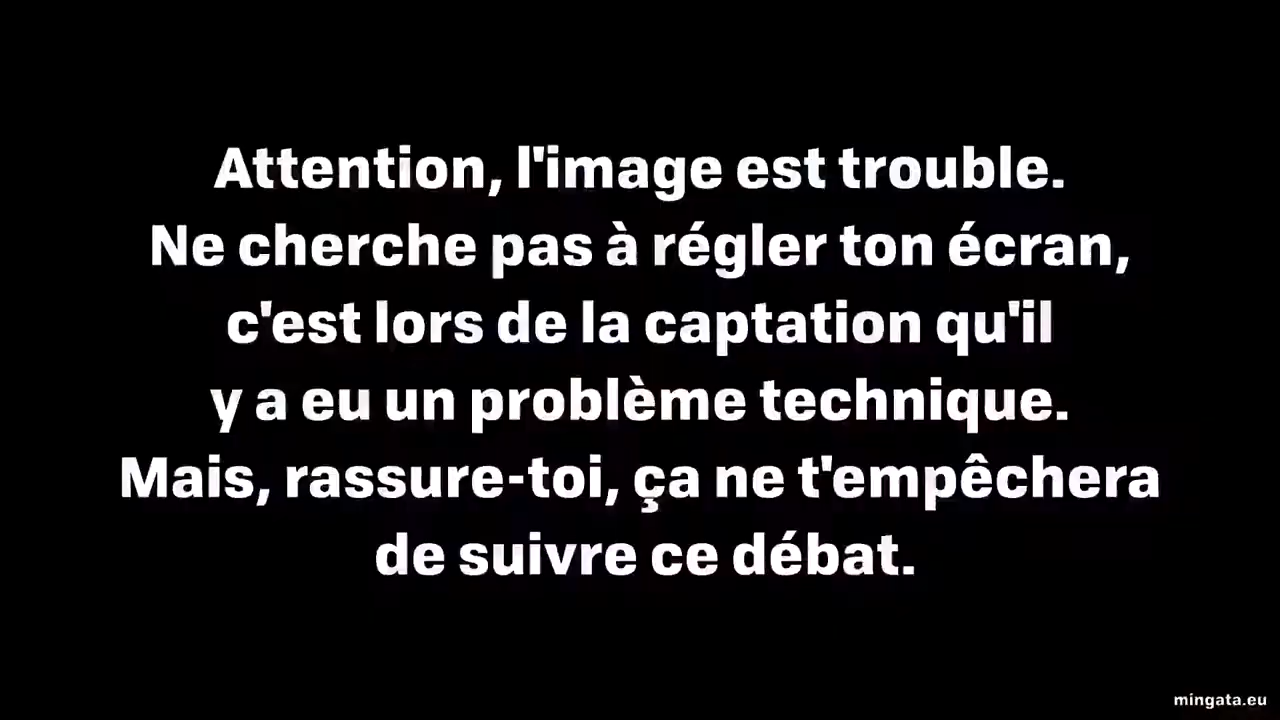 Attention, l'image est trouble.
Ne cherche pas à régler ton écran,
c'est lors de la captation qu'il
y a eu un problème technique.
Mais, rassure-toi, ça ne t'empêchera
de suivre ce débat.
mingata.eu